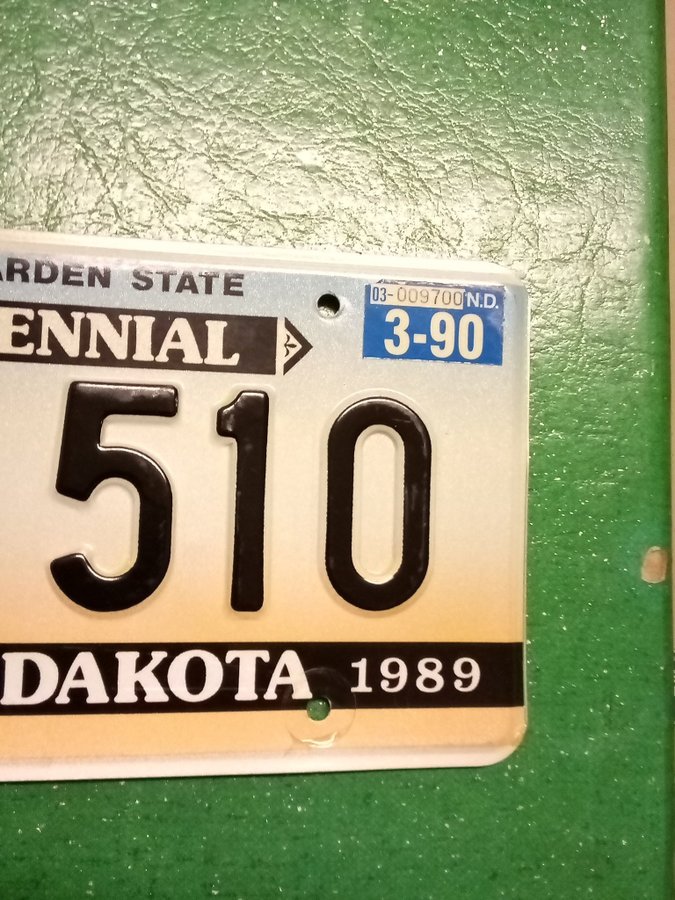 ARDEN STATE
03-009700 N.D.
3-90
ENNIAL
510
DAKOTA 1989